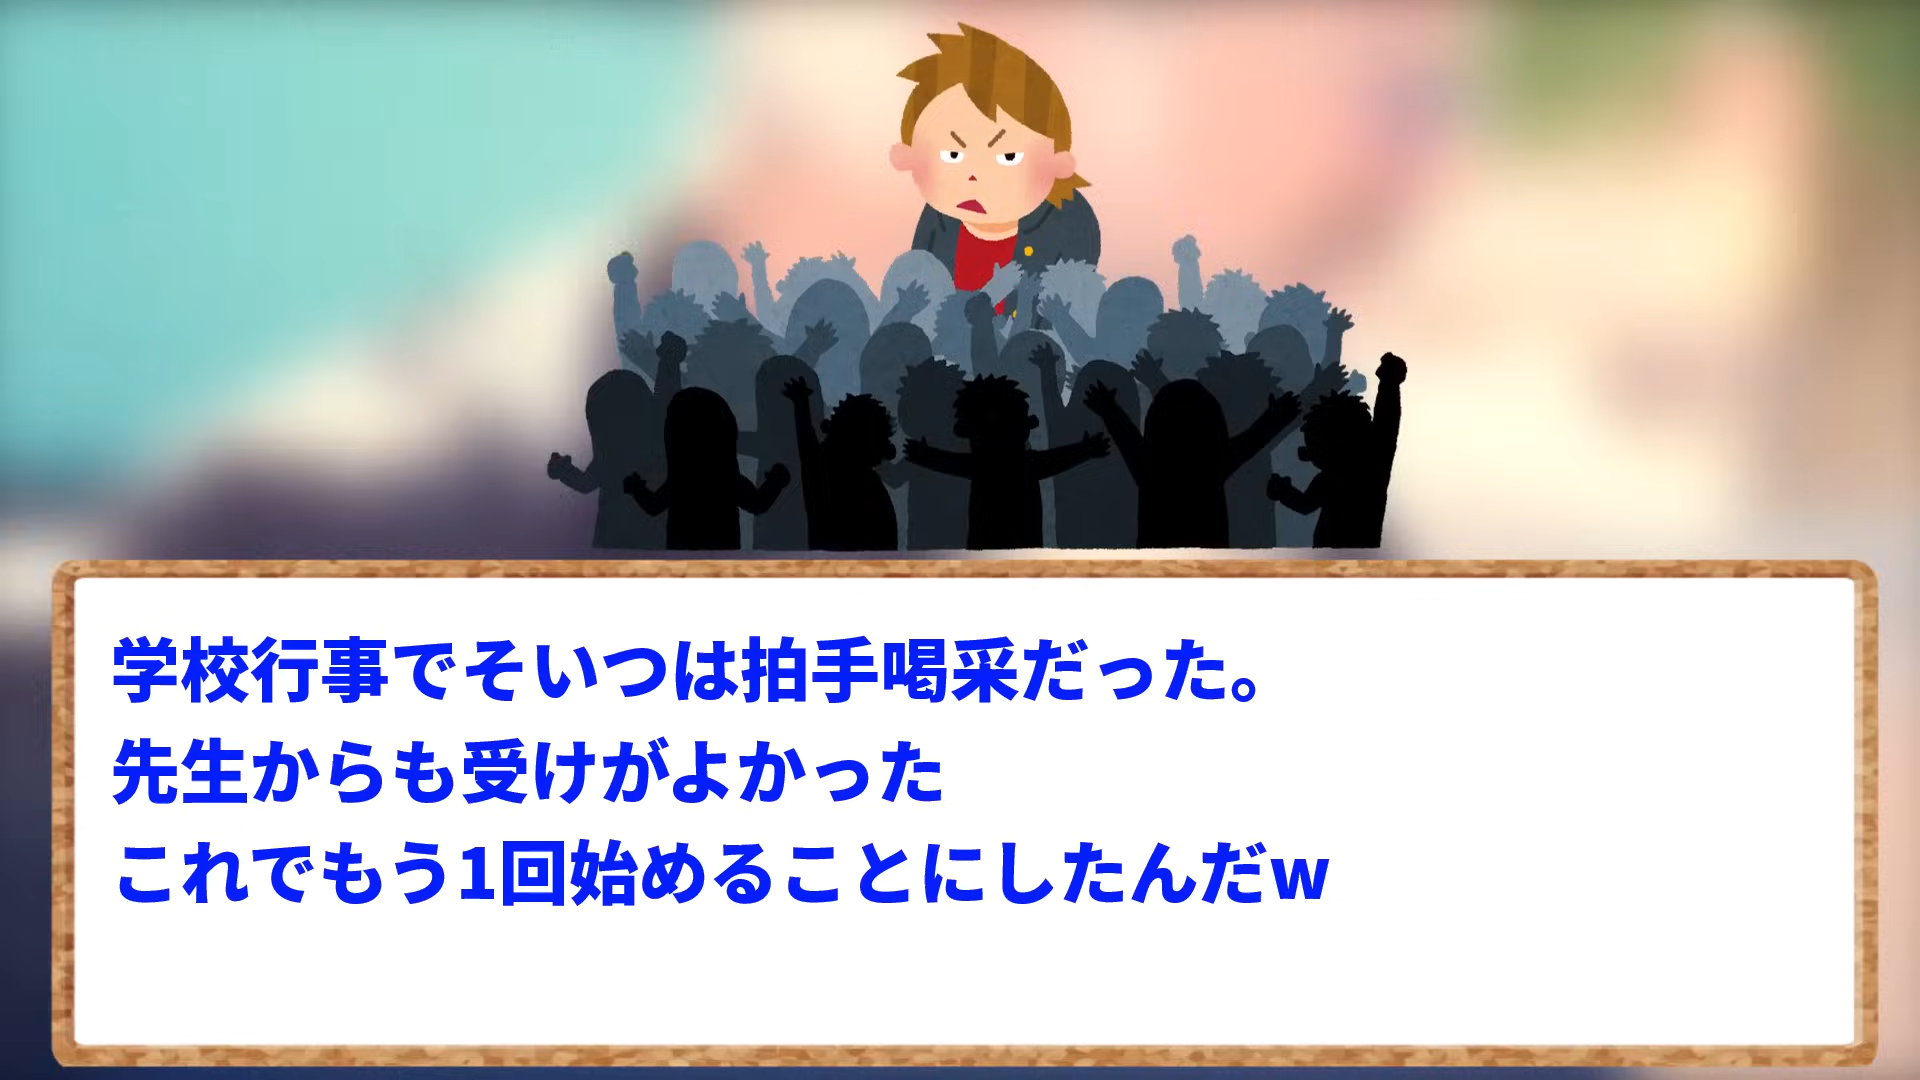 学校行事でそいつは拍手喝采だった。
先生からも受けがよかった
これでもう1回始めることにしたんだw